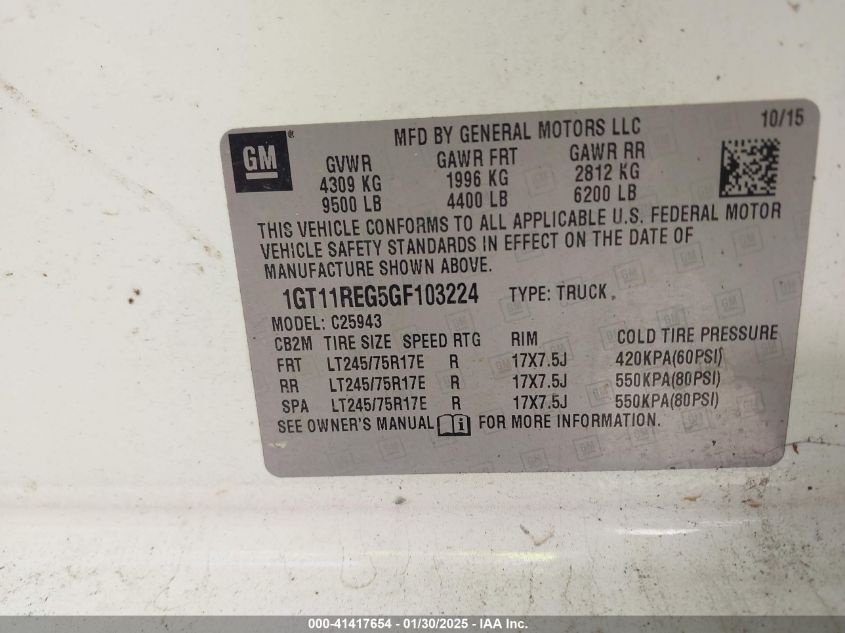 GM ® MFD BY GENERAL MOTORS LLC 10/15
GVWR GAWR FRT GAWR RR
4309 KG 1996 KG 2812 KG
9500 LB 4400 LB 6200 LB
THIS VEHICLE CONFORMS TO ALL APPLICABLE U.S. FEDERAL MOTOR
VEHICLE SAFETY STANDARDS IN EFFECT ON THE DATE OF
MANUFACTURE SHOWN ABOVE.
1GT11REG5GF103224 TYPE: TRUCK
MODEL: C25943
CB2M TIRE SIZE SPEED RTG RIM COLD TIRE PRESSURE
FRT LT245/75R17E R 17X7.5J 420KPA(60PSI)
RR LT245/75R17E R 17X7.5J 550KPA(80PSI)
SPA LT245/75R17E R 17X7.5J 550KPA(80PSI)
SEE OWNER'S MANUAL FOR MORE INFORMATION.
000-41417654 - 01/30/2025 - IAA Inc.